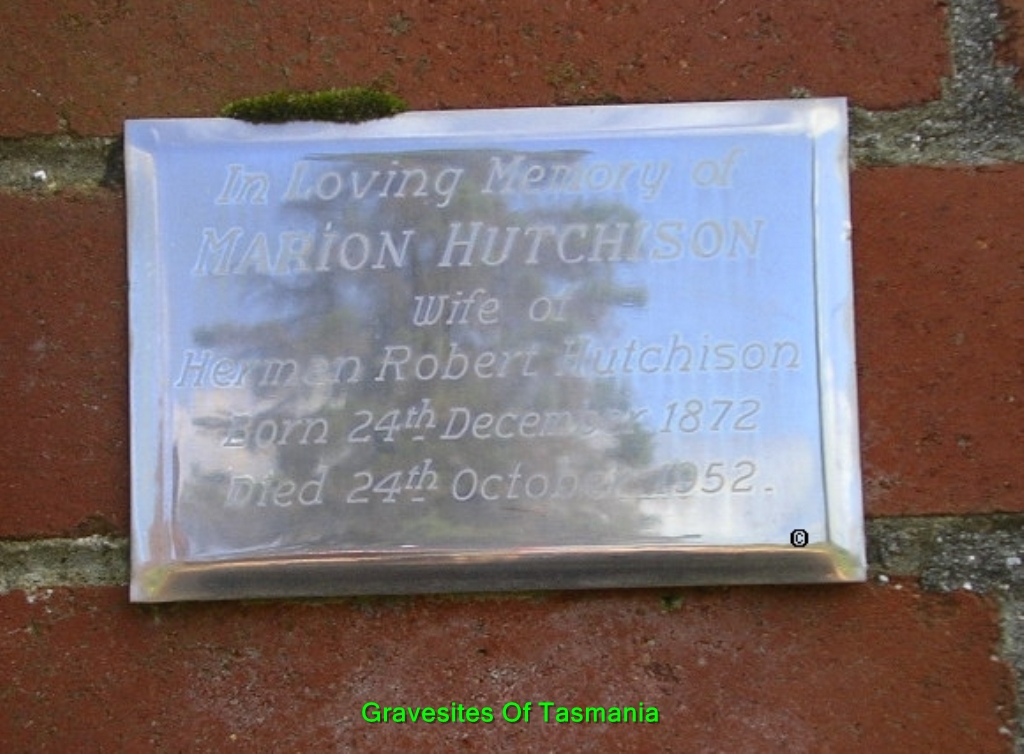 In Loving Memory of
MARION HUTCHISON
Wife of
Herman Robert Hutchison
Born 24th December 1872
Died 24th October 1952.
©
Gravesites Of Tasmania